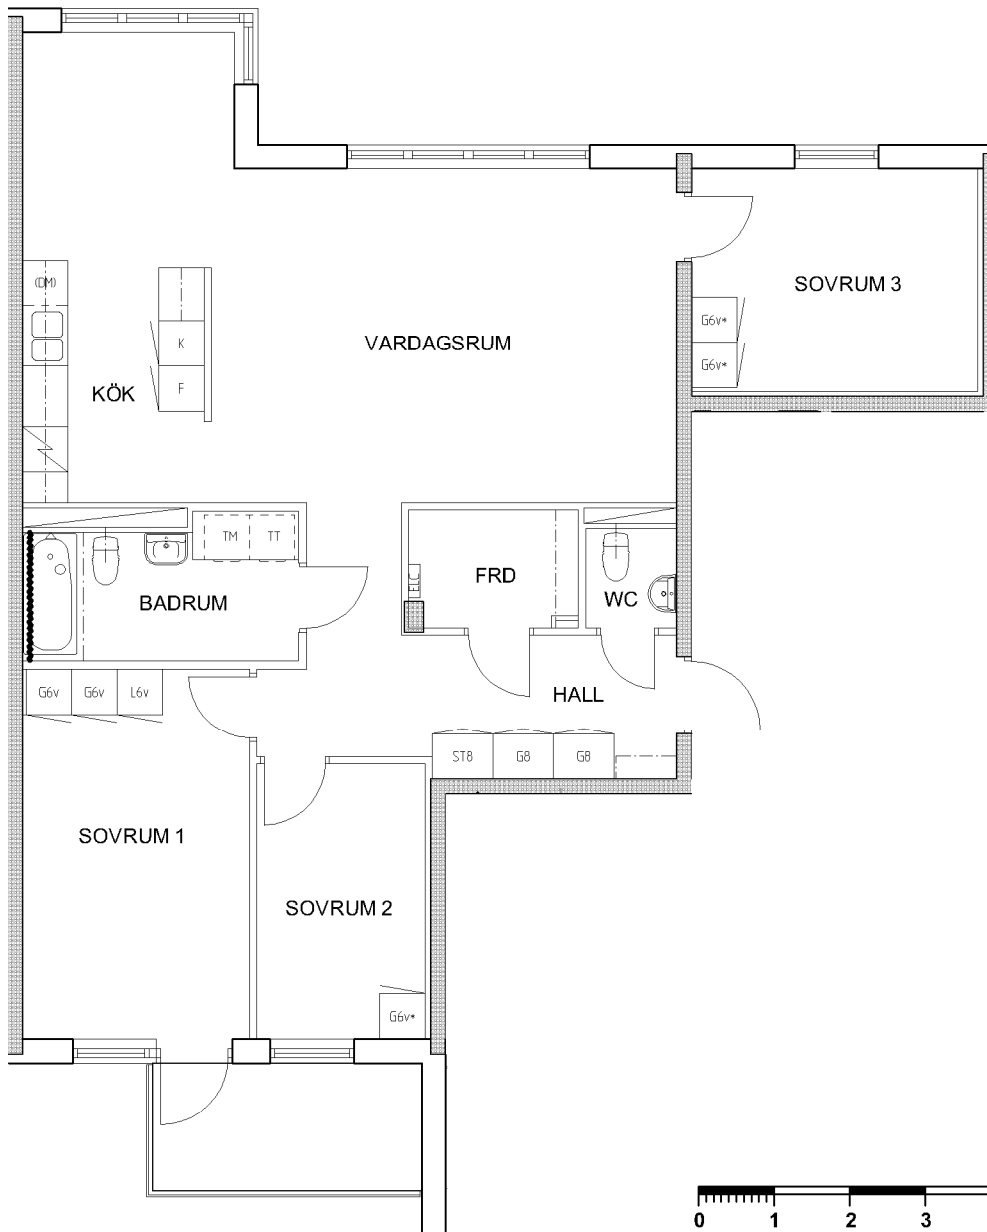 SOVRUM 3
(DM)
G6v*
K
VARDAGSRUM
G6v*
F
KÖK
TM
TT
FRD
WC
BADRUM
G6v
G6v
L6v
HALL
ST8
G8
G8
SOVRUM 1
SOVRUM 2
G6v*
0 1 2 3